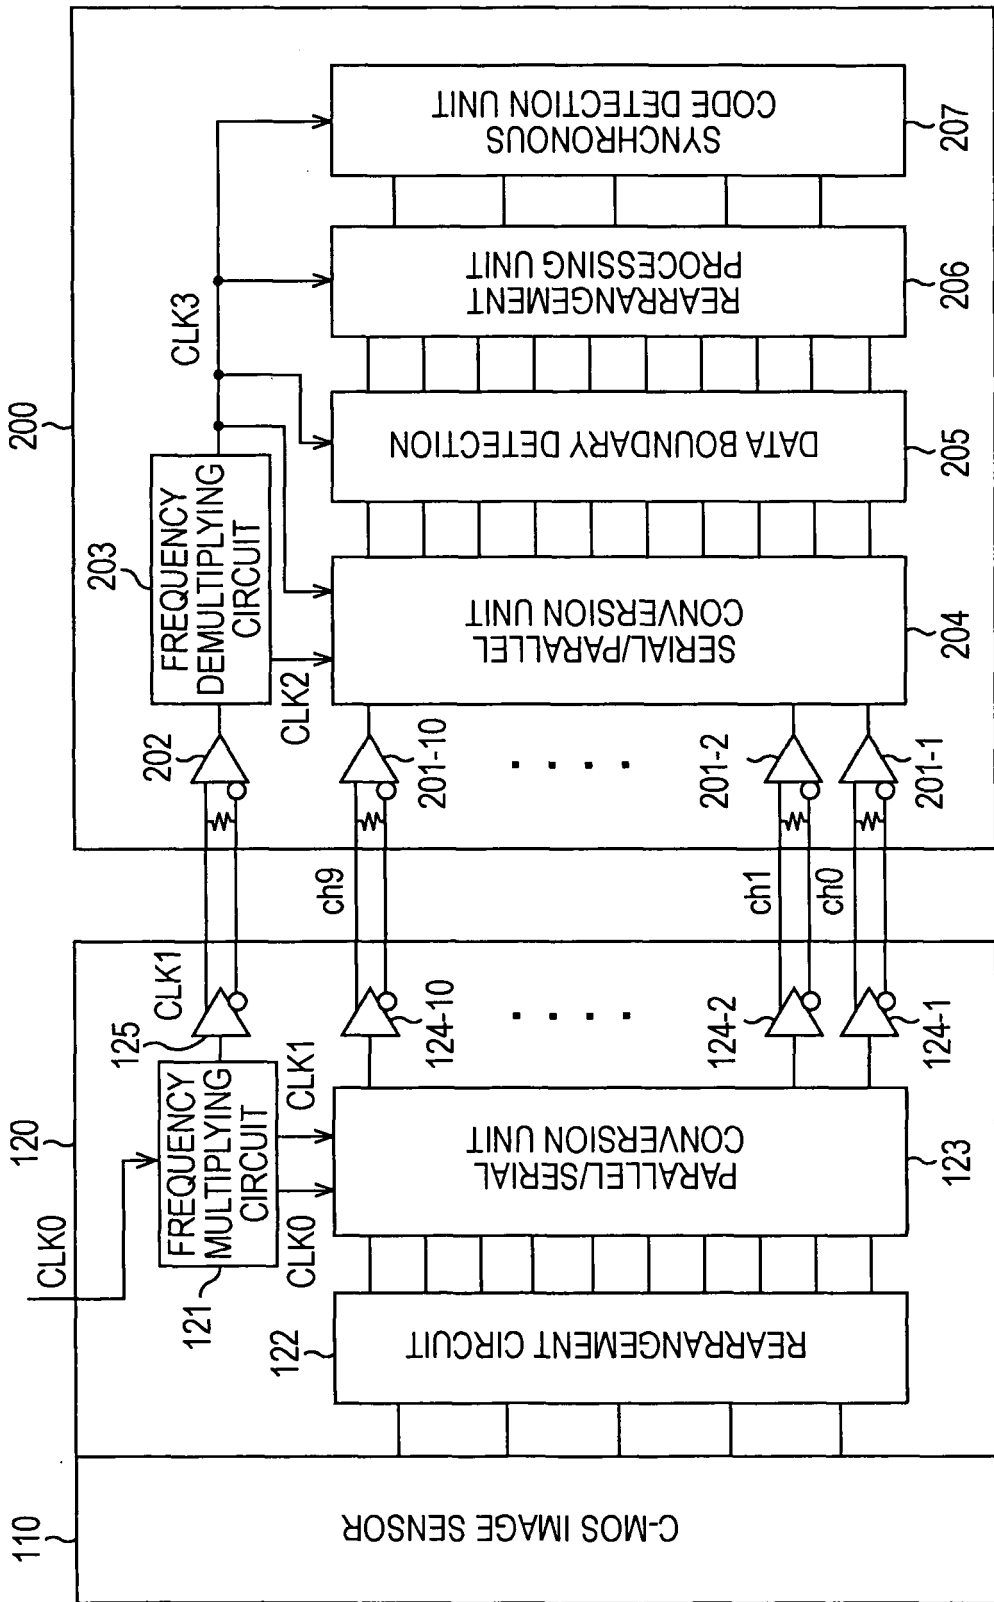 110
C-MOS IMAGE SENSOR
120
CLK0
FREQUENCY
MULTIPLYING
CIRCUIT
121
CLK0
CLK1
122
REARRANGEMENT CIRCUIT
PARALLEL/SERIAL
CONVERSION UNIT
123
125
CLK1
124-10
124-2
124-1
ch9
ch1
ch0
200
202
203
FREQUENCY
DEMULTIPLYING
CIRCUIT
CLK2
CLK3
201-10
201-2
201-1
SERIAL/PARALLEL
CONVERSION UNIT
204
DATA BOUNDARY DETECTION
205
REARRANGEMENT
PROCESSING UNIT
206
SYNCHRONOUS
CODE DETECTION UNIT
207